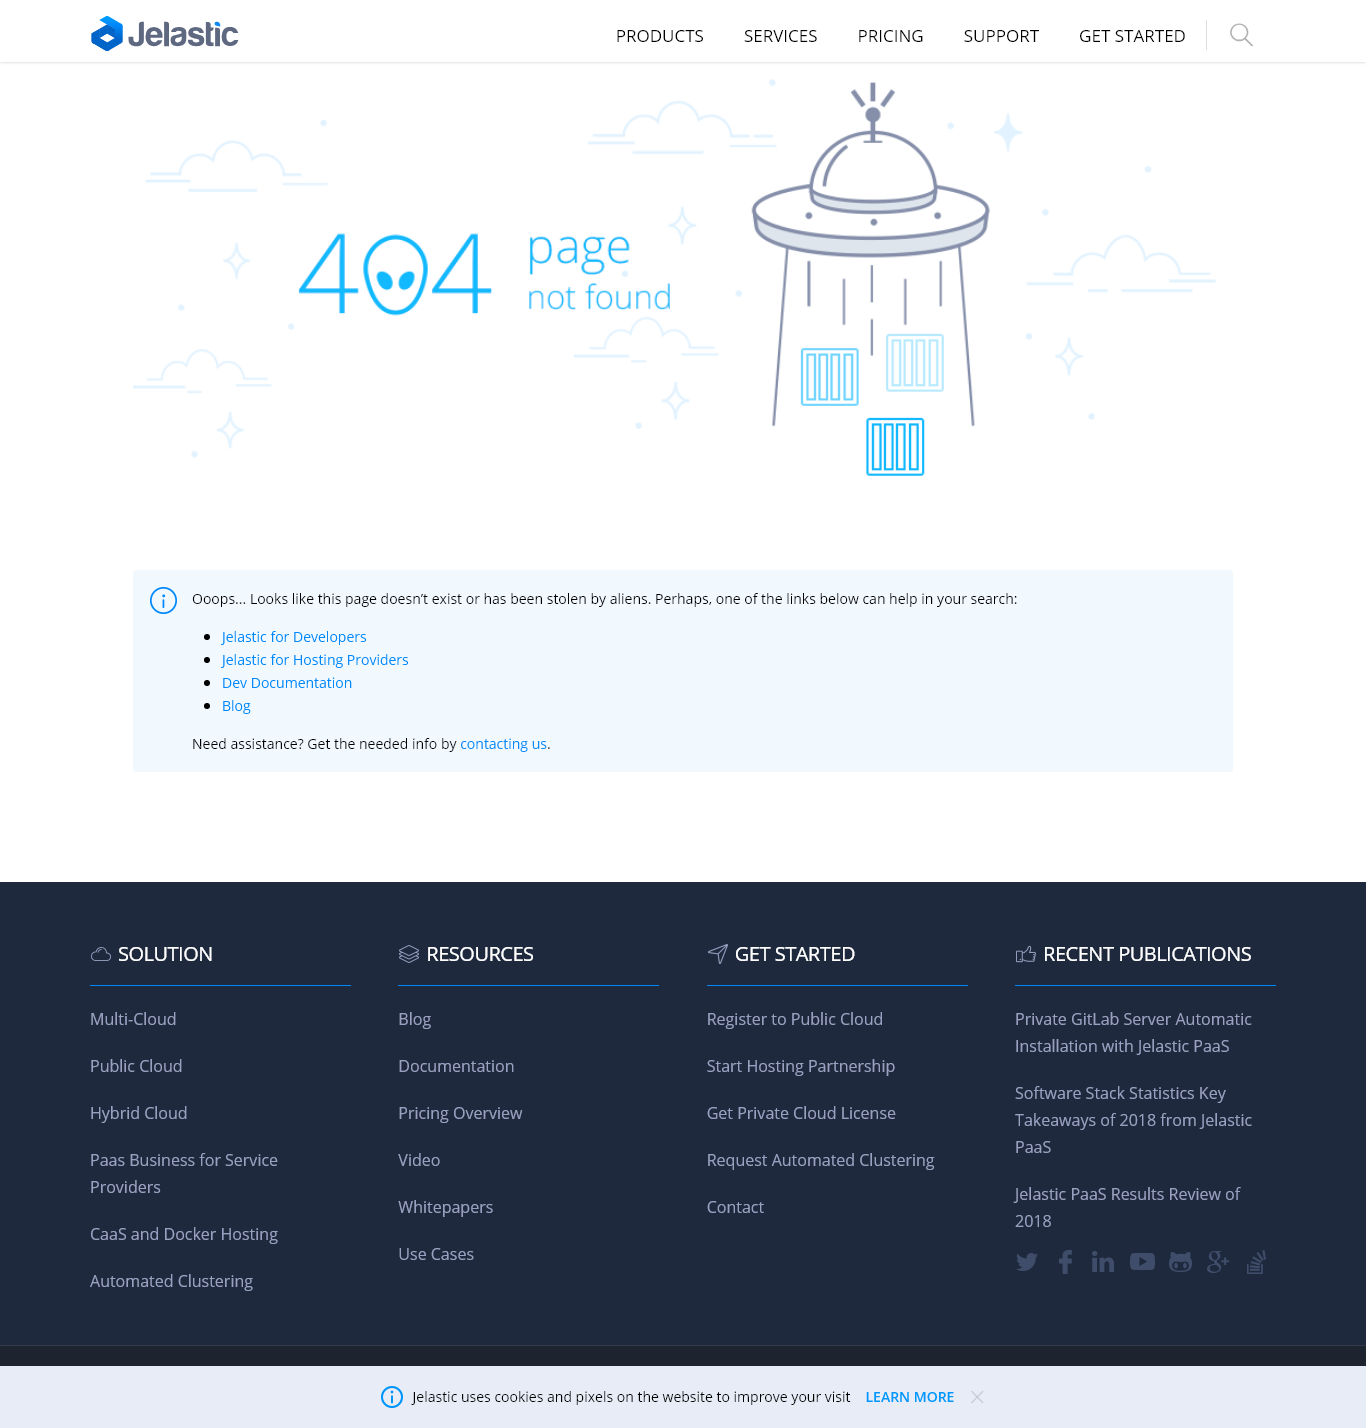 Jelastic
PRODUCTS
SERVICES
PRICING
SUPPORT
GET STARTED
404
page
not found
Ooops... Looks like this page doesn’t exist or has been stolen by aliens. Perhaps, one of the links below can help in your search:
Jelastic for Developers
Jelastic for Hosting Providers
Dev Documentation
Blog
Need assistance? Get the needed info by contacting us.
SOLUTION
Multi-Cloud
Public Cloud
Hybrid Cloud
Paas Business for Service
Providers
CaaS and Docker Hosting
Automated Clustering
RESOURCES
Blog
Documentation
Pricing Overview
Video
Whitepapers
Use Cases
GET STARTED
Register to Public Cloud
Start Hosting Partnership
Get Private Cloud License
Request Automated Clustering
Contact
RECENT PUBLICATIONS
Private GitLab Server Automatic
Installation with Jelastic PaaS
Software Stack Statistics Key
Takeaways of 2018 from Jelastic
PaaS
Jelastic PaaS Results Review of
2018
Jelastic uses cookies and pixels on the website to improve your visit LEARN MORE